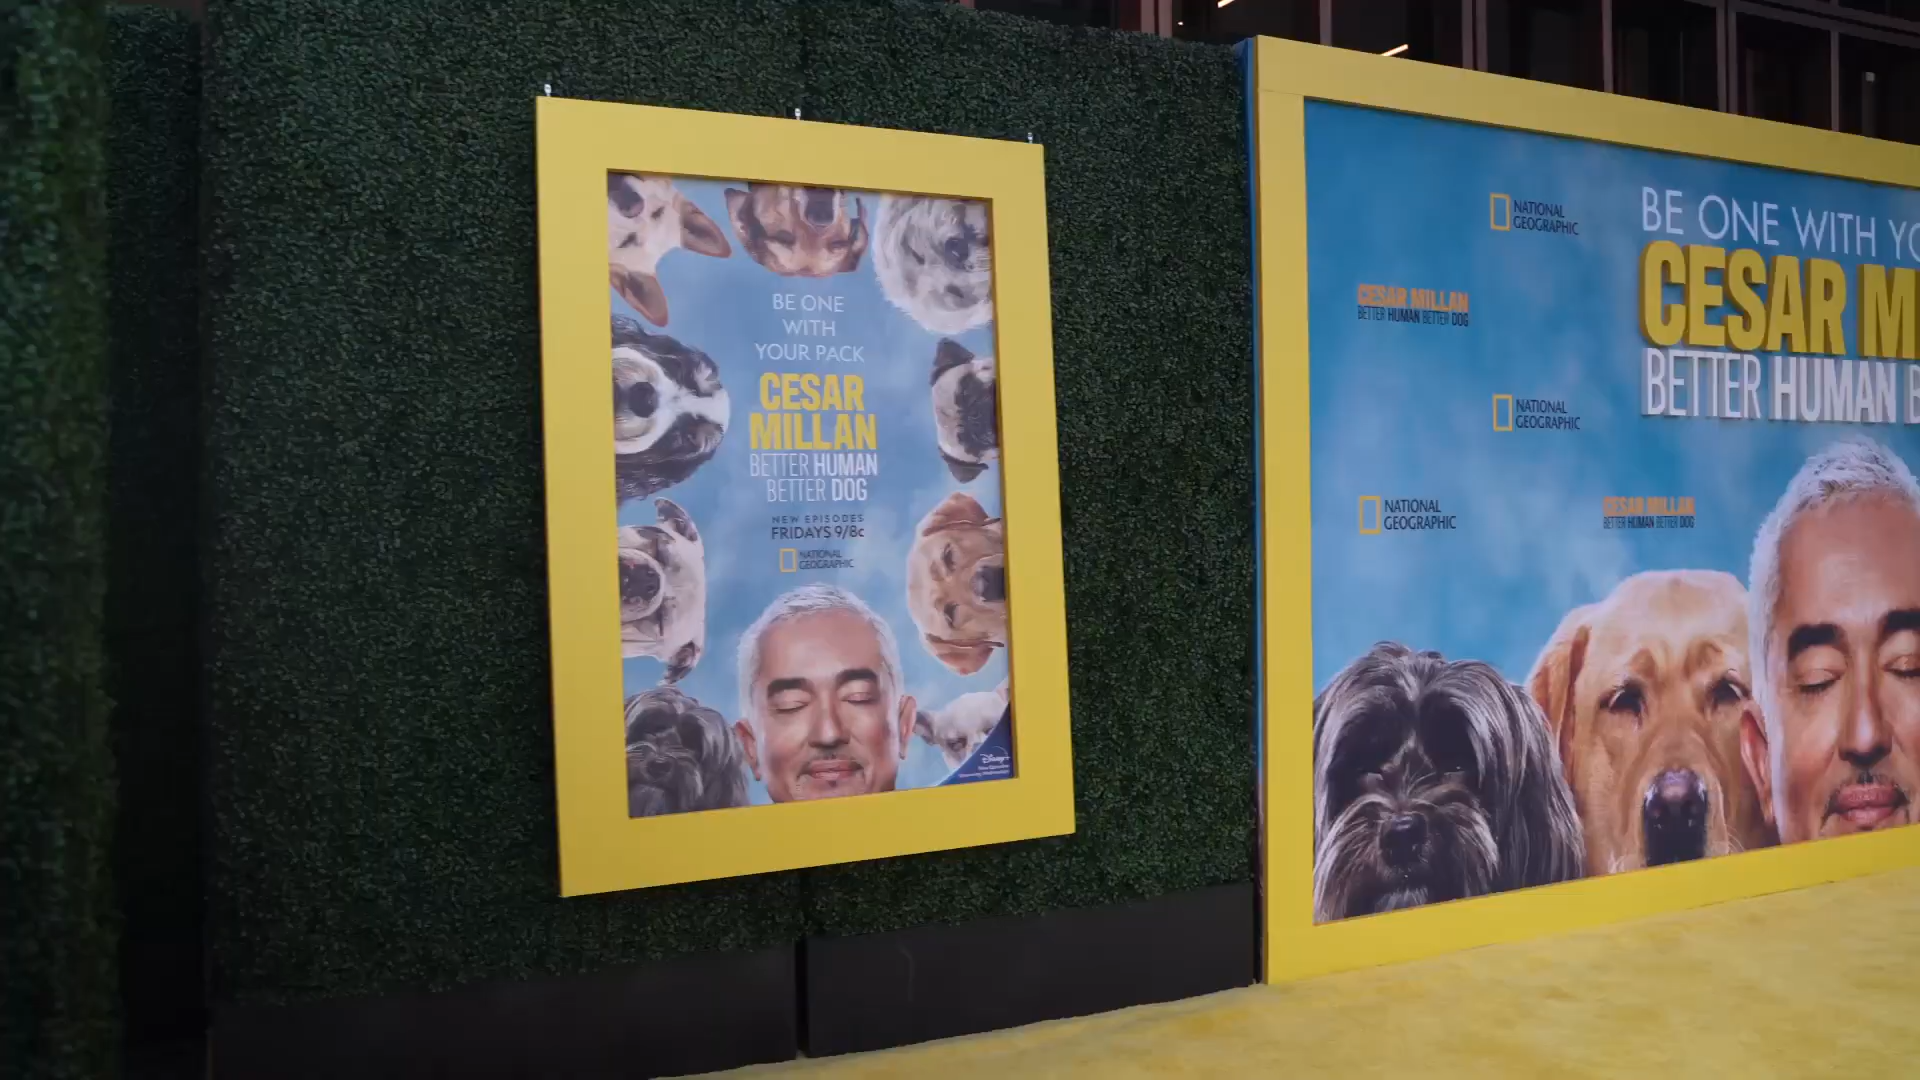 BE ONE
WITH
YOUR PACK
CESAR
MILLAN
BETTER HUMAN
BETTER DOG
NEW EPISODES
FRIDAYS 9/8c
NATIONAL
GEOGRAPHIC
Disney+
NATIONAL
GEOGRAPHIC
BE ONE WITH
CESAR
BETTER HUMAN
CESAR MILLAN
BETTER HUMAN BETTER DOG
NATIONAL
GEOGRAPHIC
NATIONAL
GEOGRAPHIC
CESAR MILLAN
BETTER HUMAN BETTER DOG